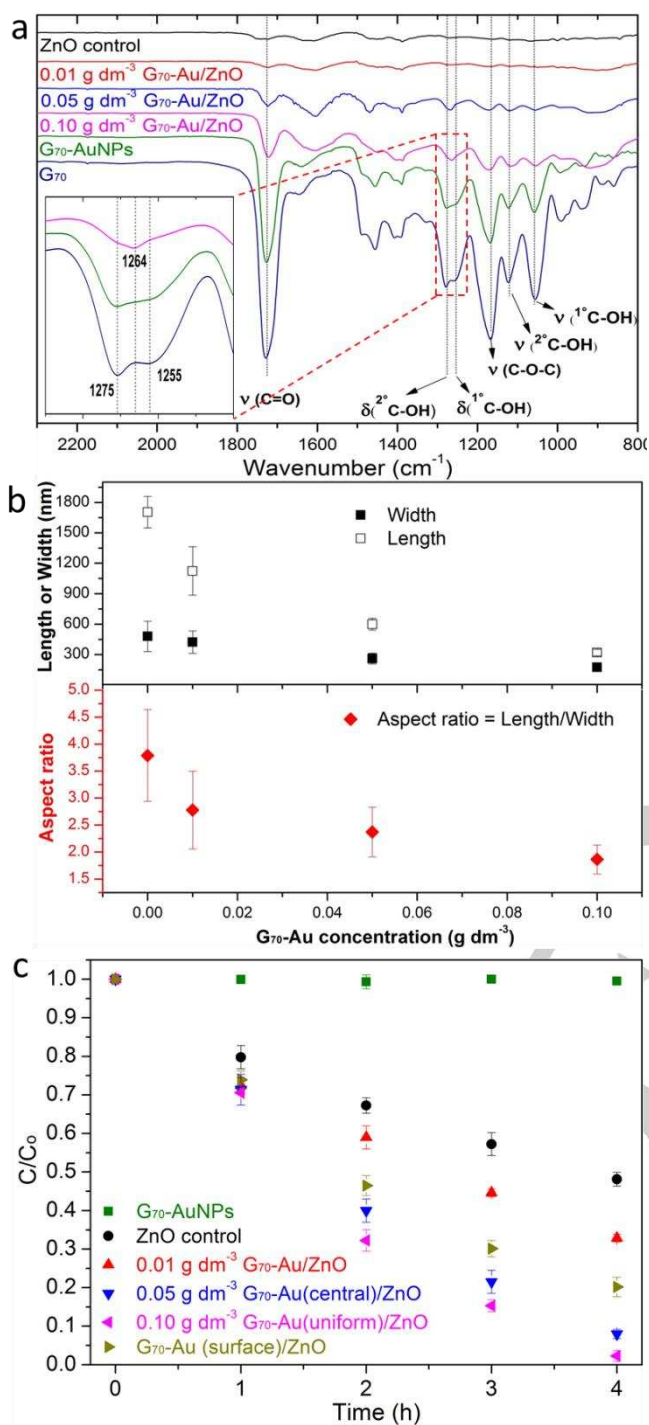 a
ZnO control
0.01 g dm⁻³ G₇₀-Au/ZnO
0.05 g dm⁻³ G₇₀-Au/ZnO
0.10 g dm⁻³ G₇₀-Au/ZnO
G₇₀-AuNPs
G₇₀
1264
1275
1255
ν (C=O)
δ(²°C-OH)
δ(¹°C-OH)
ν (C-O-C)
ν (²°C-OH)
ν (¹°C-OH)
2200 2000 1800 1600 1400 1200 1000 800
Wavenumber (cm⁻¹)
b
Length or Width (nm)
1800
1500
1200
900
600
300
Width
Length
Aspect ratio
5.0
4.5
4.0
3.5
3.0
2.5
2.0
1.5
Aspect ratio = Length/Width
0.00 0.02 0.04 0.06 0.08 0.10
G₇₀-Au concentration (g dm⁻³)
c
C/C₀
1.0
0.9
0.8
0.7
0.6
0.5
0.4
0.3
0.2
0.1
0.0
G₇₀-AuNPs
ZnO control
0.01 g dm⁻³ G₇₀-Au/ZnO
0.05 g dm⁻³ G₇₀-Au(central)/ZnO
0.10 g dm⁻³ G₇₀-Au(uniform)/ZnO
G₇₀-Au (surface)/ZnO
0 1 2 3 4
Time (h)